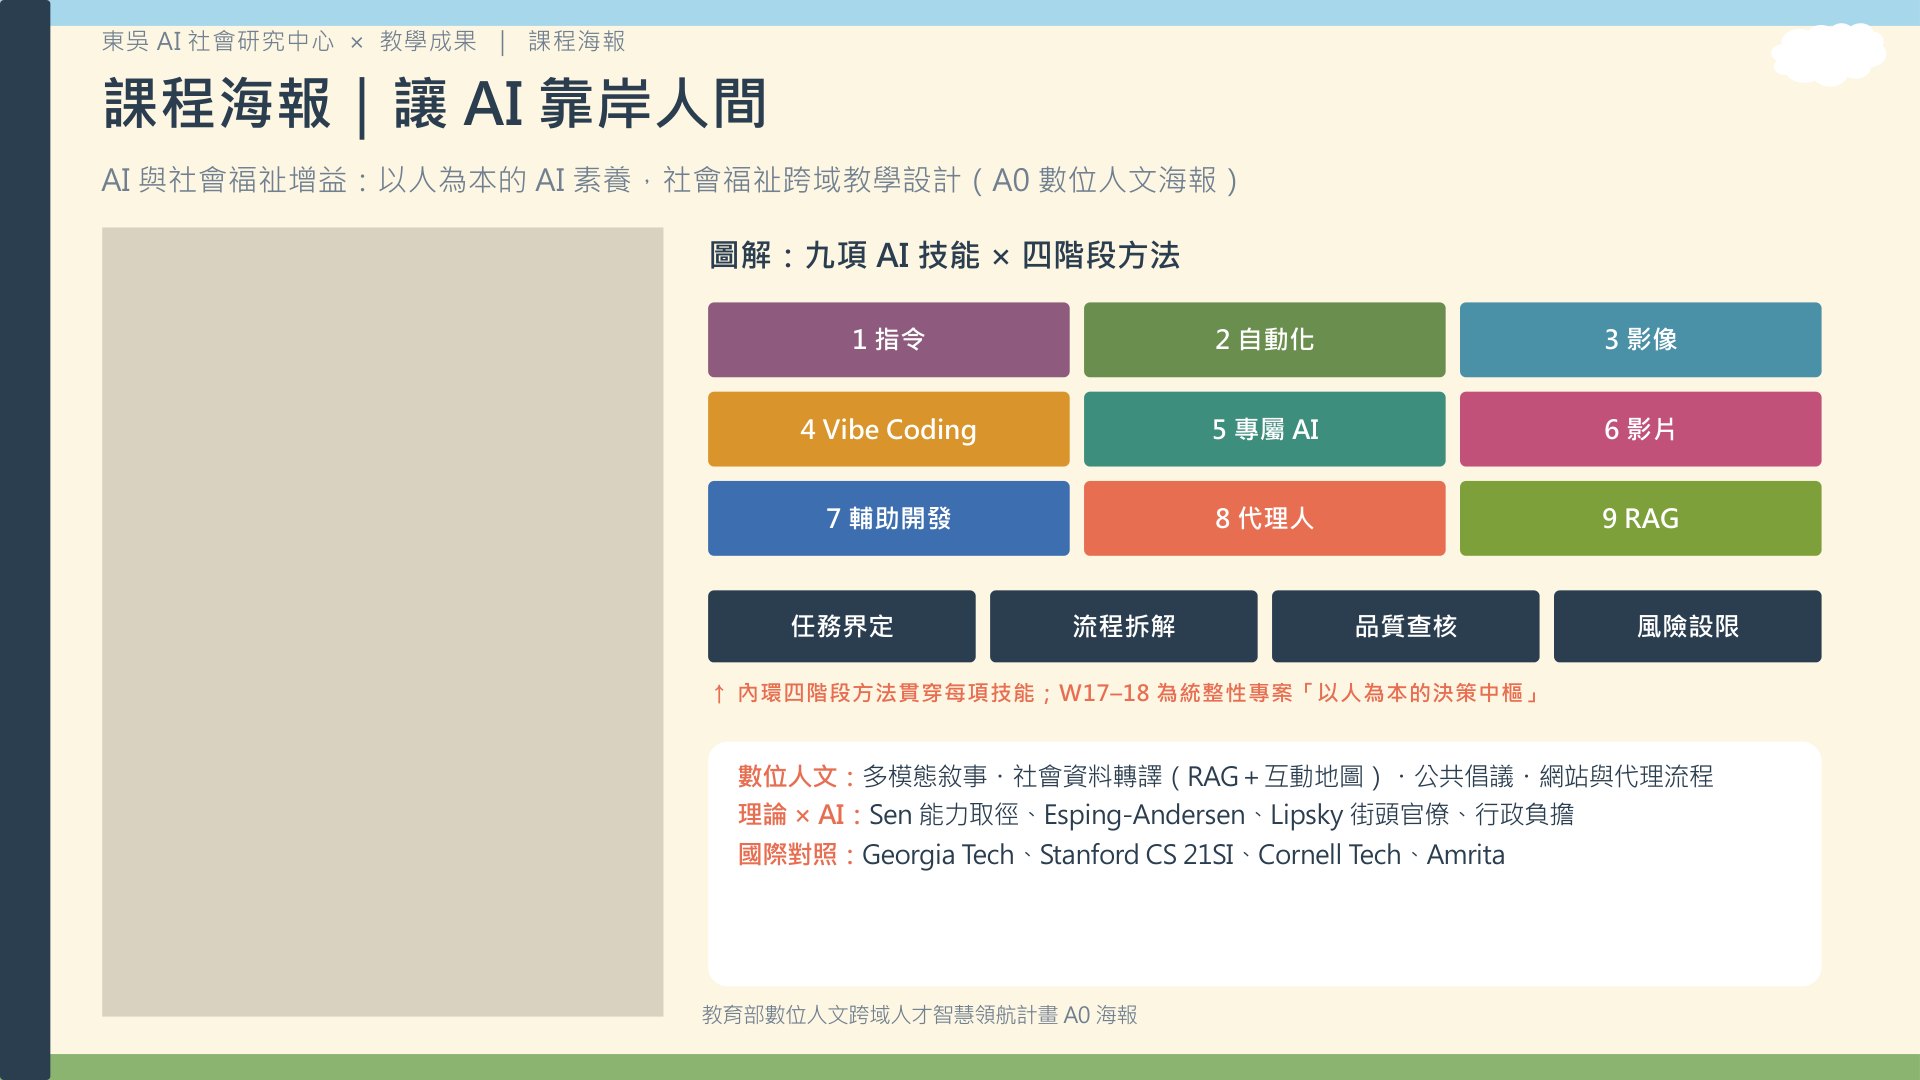 東吳 AI 社會研究中心 × 教學成果 ｜ 課程海報
課程海報｜讓 AI 靠岸人間
AI 與社會福祉增益：以人為本的 AI 素養．社會福祉跨域教學設計（A0 數位人文海報）
圖解：九項 AI 技能 × 四階段方法
1 指令
2 自動化
3 影像
4 Vibe Coding
5 專屬 AI
6 影片
7 輔助開發
8 代理人
9 RAG
任務界定
流程拆解
品質查核
風險設限
↑ 內環四階段方法貫穿每項技能；W17–18 為統整性專案「以人為本的決策中樞」
數位人文：多模態敘事．社會資料轉譯（RAG＋互動地圖）．公共倡議．網站與代理流程
理論 × AI：Sen 能力取徑、Esping-Andersen、Lipsky 街頭官僚、行政負擔
國際對照：Georgia Tech、Stanford CS 21SI、Cornell Tech、Amrita
教育部數位人文跨域人才智慧領航計畫 A0 海報